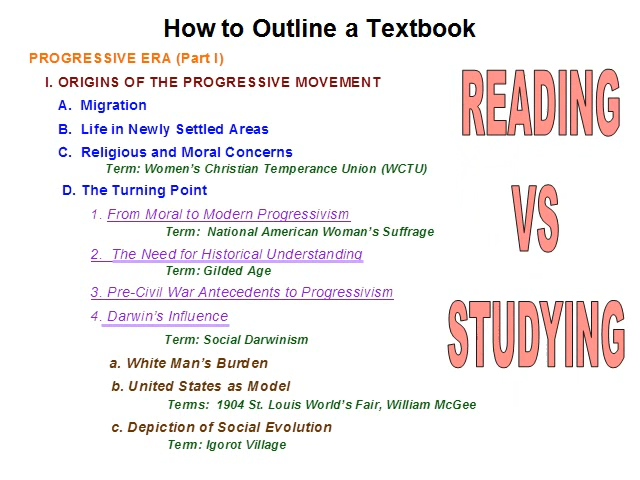 How to Outline a Textbook
PROGRESSIVE ERA (Part I)
I. ORIGINS OF THE PROGRESSIVE MOVEMENT
A. Migration
B. Life in Newly Settled Areas
C. Religious and Moral Concerns
Term: Women's Christian Temperance Union (WCTU)
D. The Turning Point
1. From Moral to Modern Progressivism
Term: National American Woman's Suffrage
2. The Need for Historical Understanding
Term: Gilded Age
3. Pre-Civil War Antecedents to Progressivism
4. Darwin's Influence
Term: Social Darwinism
a. White Man's Burden
b. United States as Model
Terms: 1904 St. Louis World's Fair, William McGee
c. Depiction of Social Evolution
Term: Igorot Village
READING
VS
STUDYING